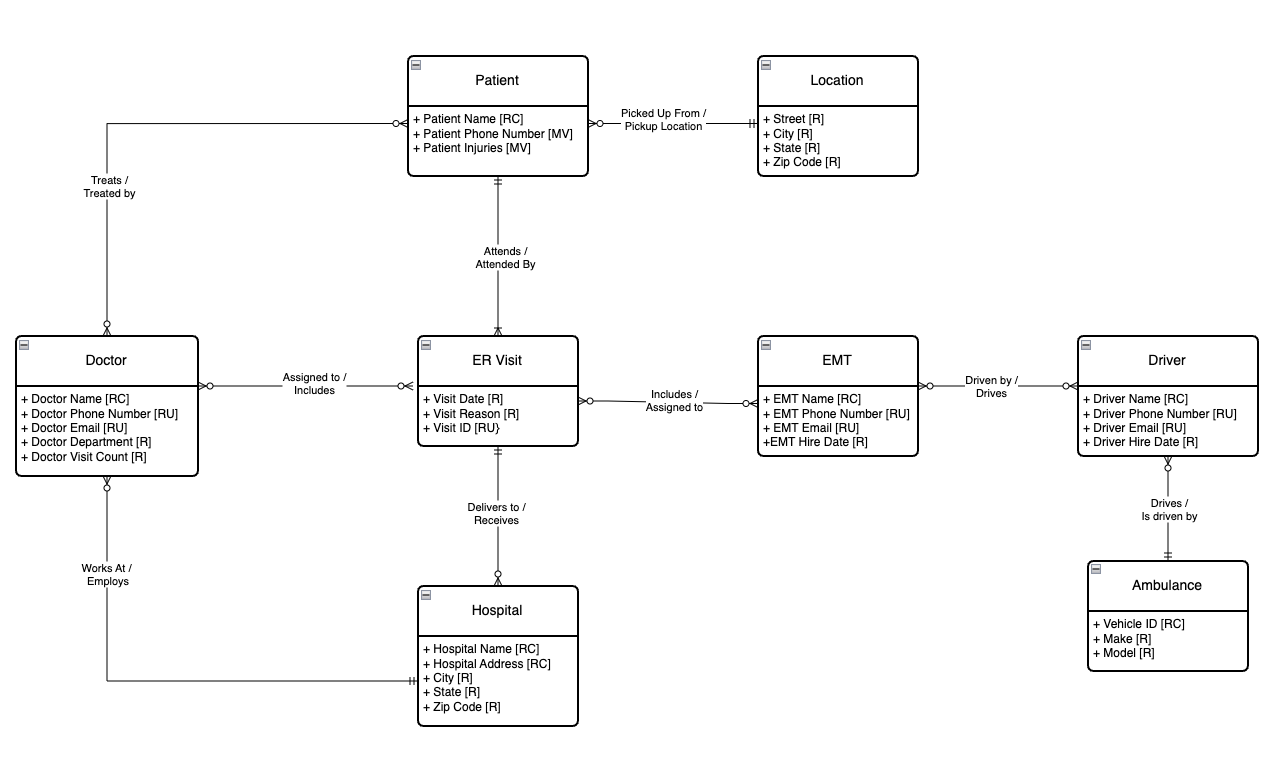 Patient
+ Patient Name [RC]
+ Patient Phone Number [MV]
+ Patient Injuries [MV]
Picked Up From /
Pickup Location
Location
+ Street [R]
+ City [R]
+ State [R]
+ Zip Code [R]
Treats /
Treated by
Attends /
Attended By
Doctor
+ Doctor Name [RC]
+ Doctor Phone Number [RU]
+ Doctor Email [RU]
+ Doctor Department [R]
+ Doctor Visit Count [R]
Assigned to /
Includes
ER Visit
+ Visit Date [R]
+ Visit Reason [R]
+ Visit ID [RU}
Includes /
Assigned to
EMT
+ EMT Name [RC]
+ EMT Phone Number [RU]
+ EMT Email [RU]
+EMT Hire Date [R]
Driven by /
Drives
Driver
+ Driver Name [RC]
+ Driver Phone Number [RU]
+ Driver Email [RU]
+ Driver Hire Date [R]
Delivers to /
Receives
Drives /
Is driven by
Works At /
Employs
Hospital
+ Hospital Name [RC]
+ Hospital Address [RC]
+ City [R]
+ State [R]
+ Zip Code [R]
Ambulance
+ Vehicle ID [RC]
+ Make [R]
+ Model [R]